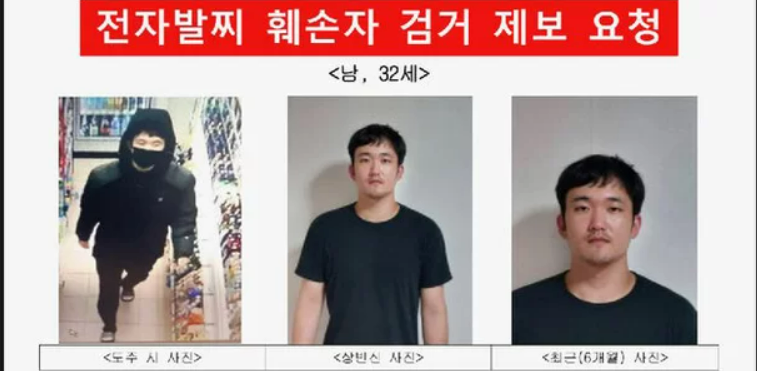 전자발찌 훼손자 검거 제보 요청
<남, 32세>
<도주 시 사진>
<상반신 사진>
<최근(6개월) 사진>